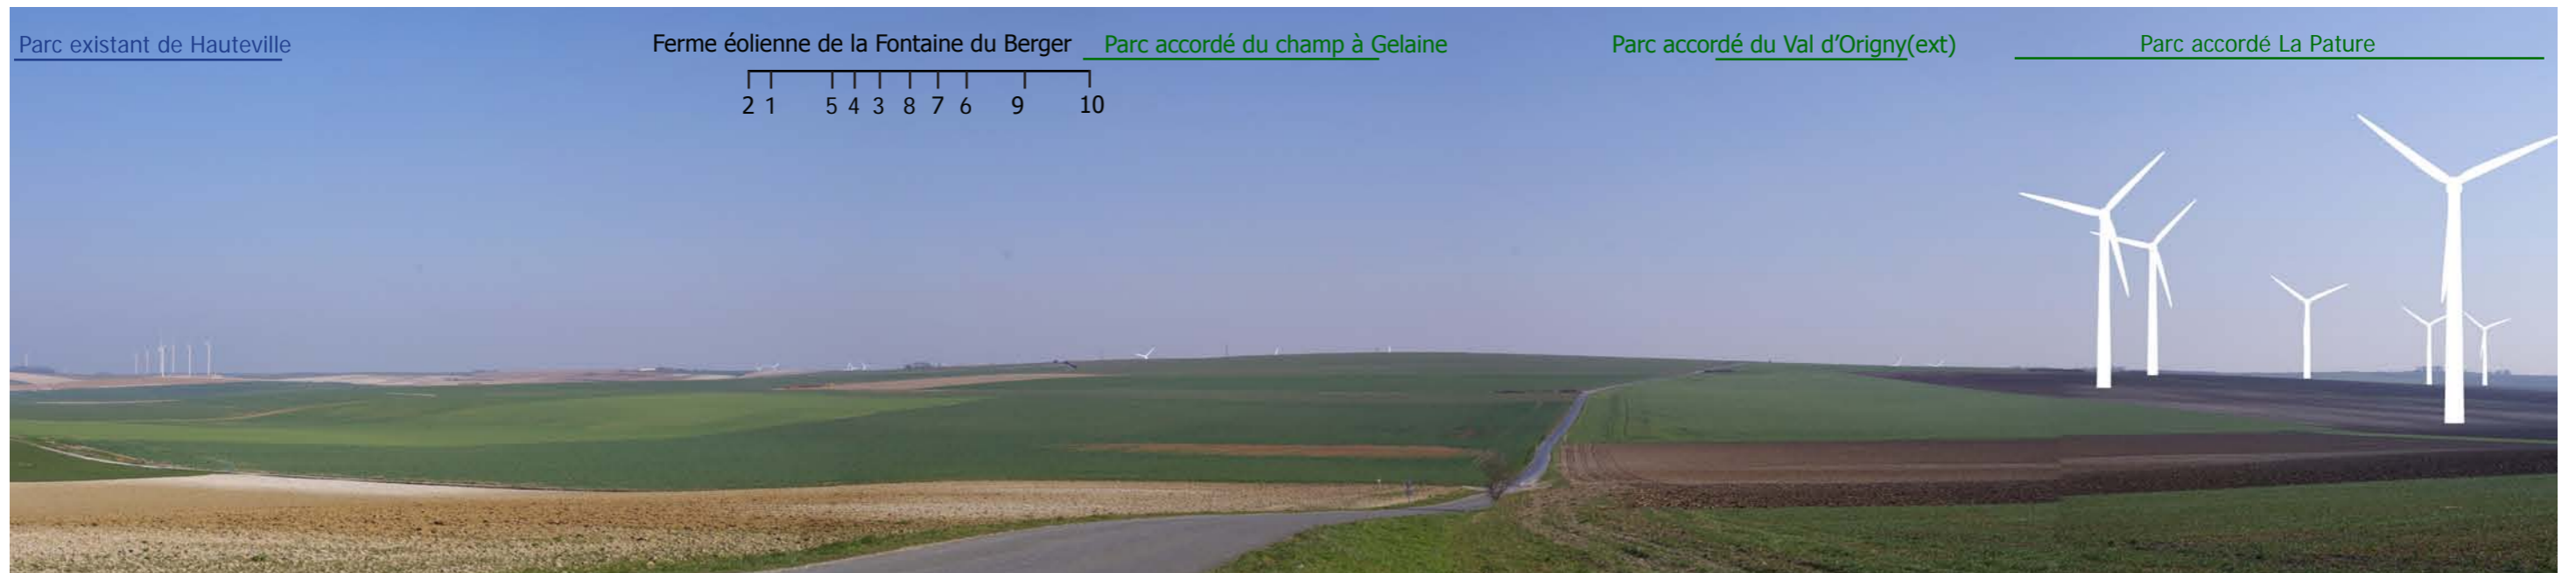 Parc existant de Hauteville
Ferme éolienne de la Fontaine du Berger
Parc accordé du champ à Gelaine
Parc accordé du Val d'Origny(ext)
Parc accordé La Pature
2 1 5 4 3 8 7 6 9 10